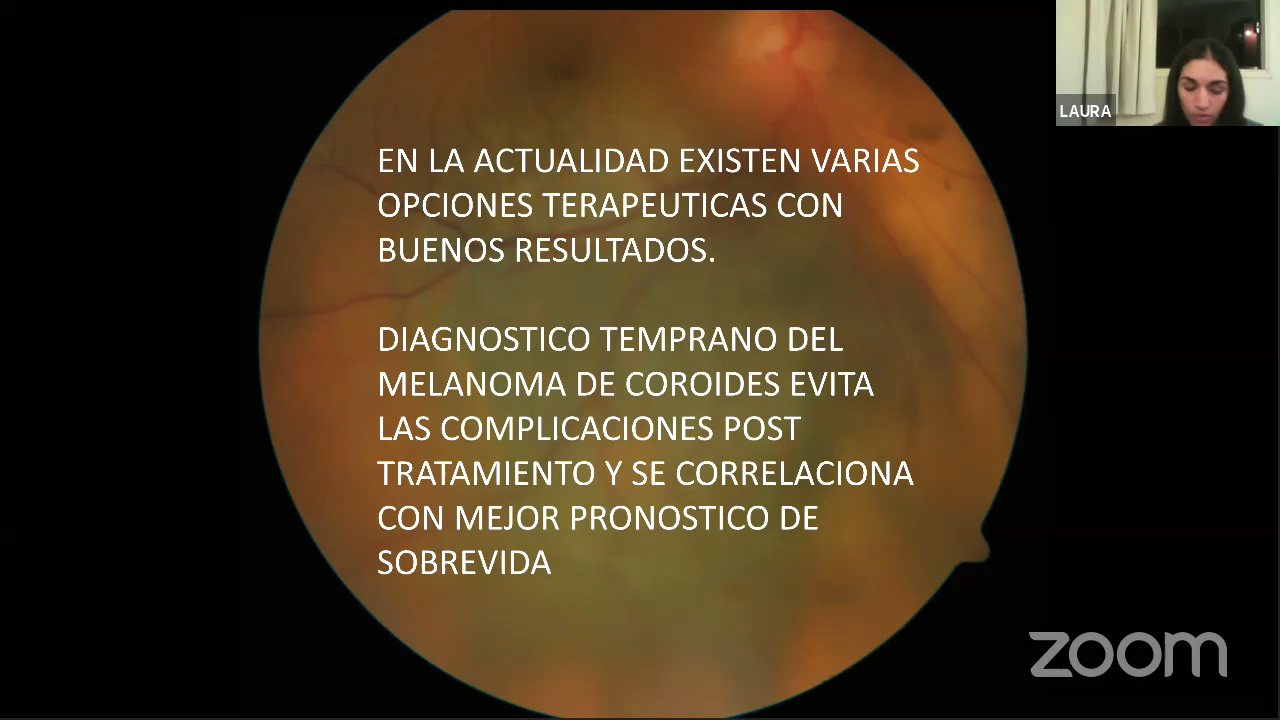 LAURA
EN LA ACTUALIDAD EXISTEN VARIAS
OPCIONES TERAPEUTICAS CON
BUENOS RESULTADOS.
DIAGNOSTICO TEMPRANO DEL
MELANOMA DE COROIDES EVITA
LAS COMPLICACIONES POST
TRATAMIENTO Y SE CORRELACIONA
CON MEJOR PRONOSTICO DE
SOBREVIDA
zoom